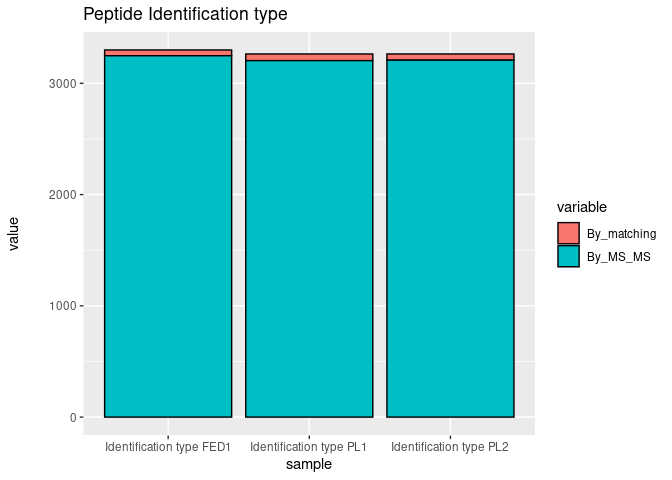 Peptide Identification type
value
3000
2000
1000
0
Identification type FED1
Identification type PL1
Identification type PL2
sample
variable
By_matching
By_MS_MS